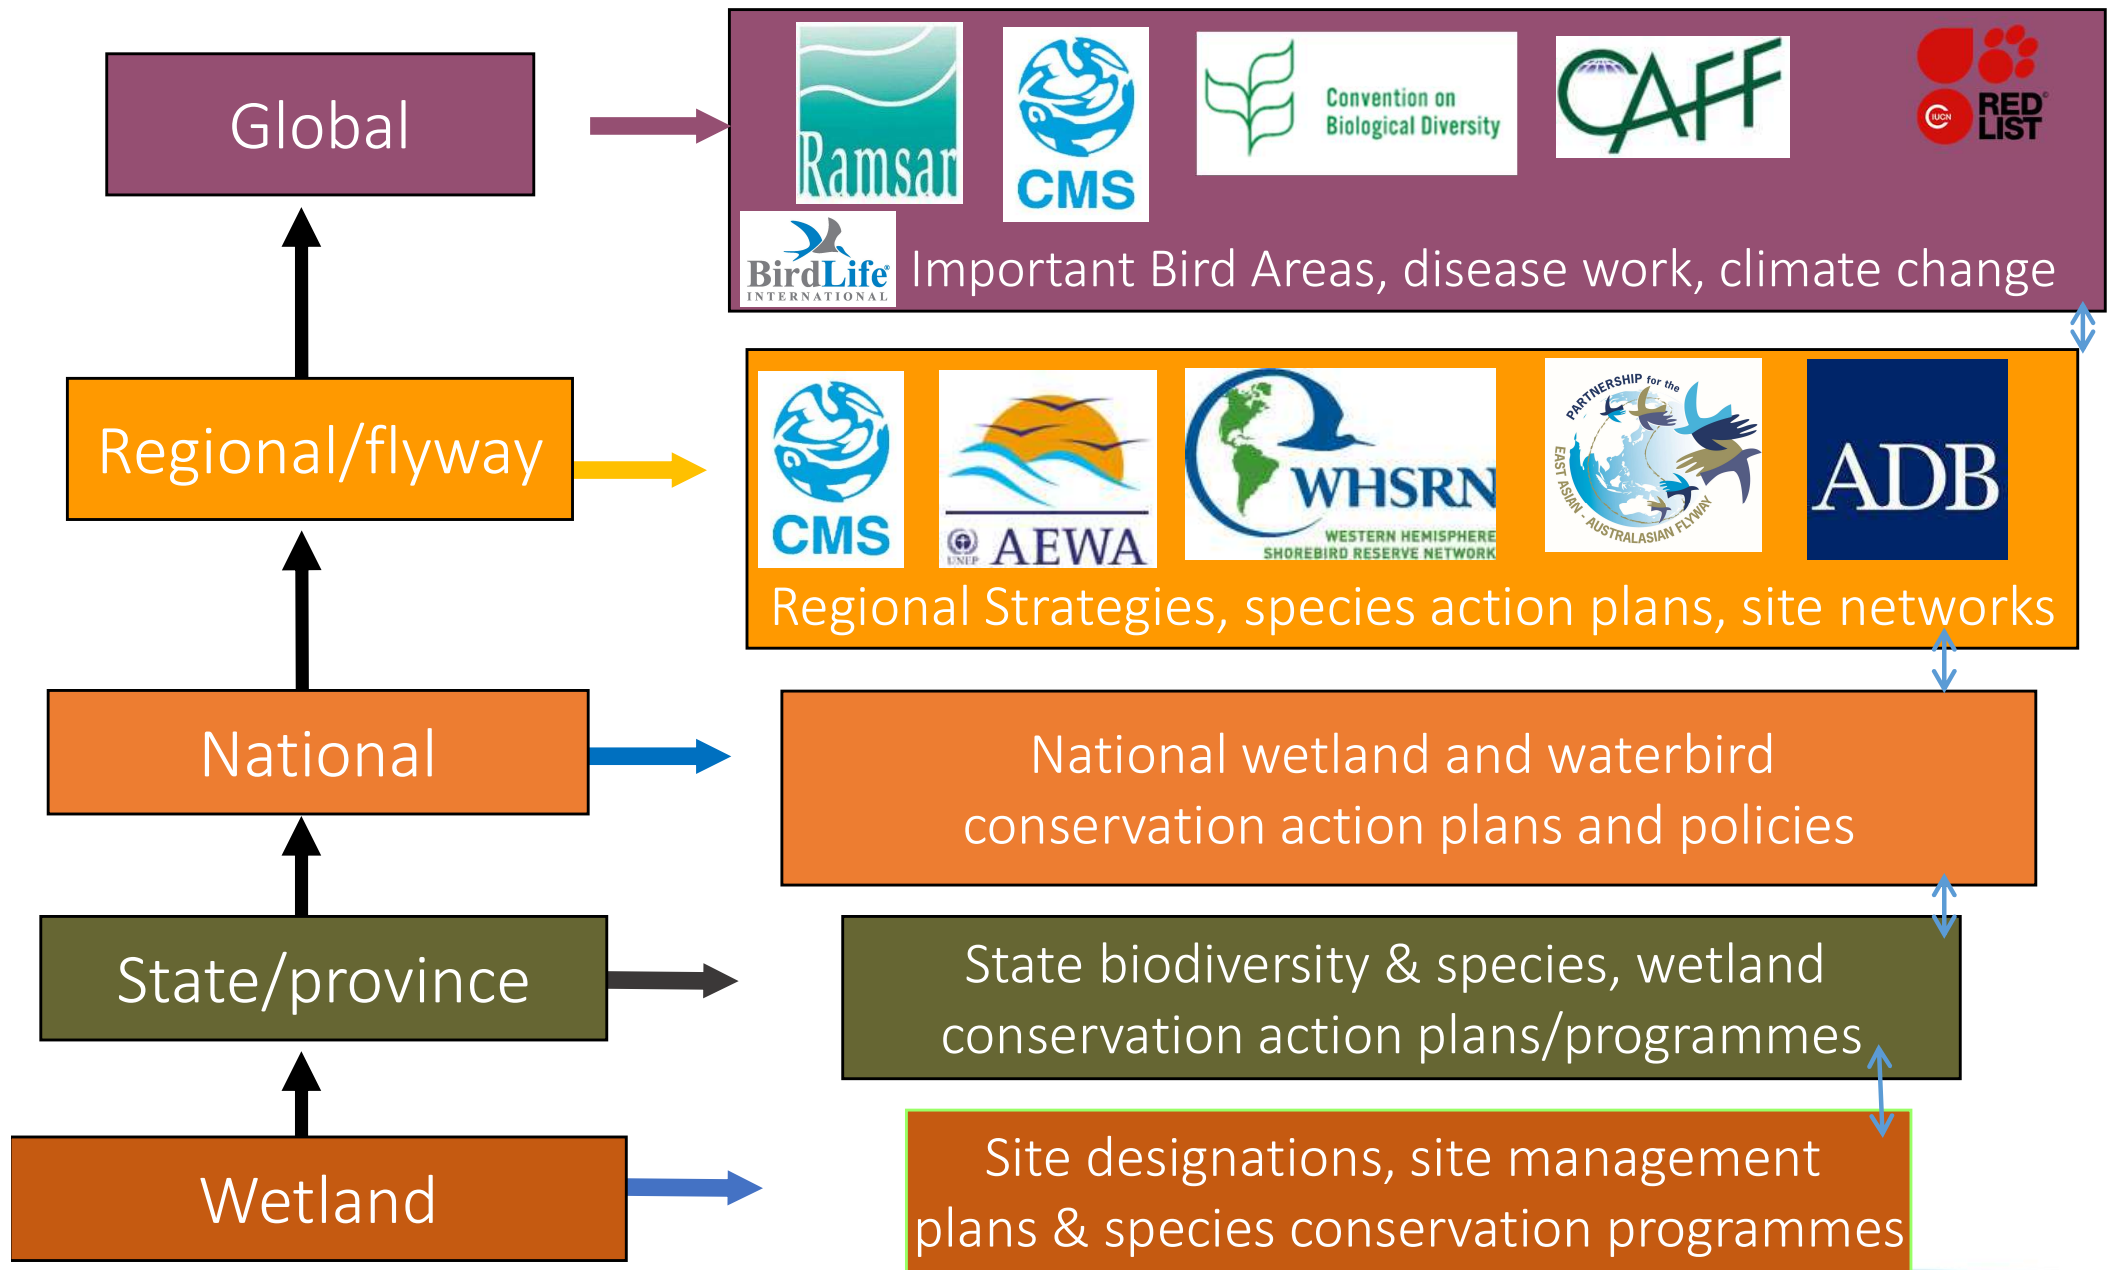 Global
Ramsar
CMS
Convention on
Biological Diversity
CAFF
IUCN
RED
LIST
©
BirdLife®
INTERNATIONAL
Important Bird Areas, disease work, climate change
Regional/flyway
CMS
UNEP
AEWA
WHSRN
WESTERN HEMISPHERE
SHOREBIRD RESERVE NETWORK
PARTNERSHIP for the
EAST ASIAN - AUSTRALASIAN FLYWAY
ADB
Regional Strategies, species action plans, site networks
National
National wetland and waterbird
conservation action plans and policies
State/province
State biodiversity & species, wetland
conservation action plans/programmes
Wetland
Site designations, site management
plans & species conservation programmes